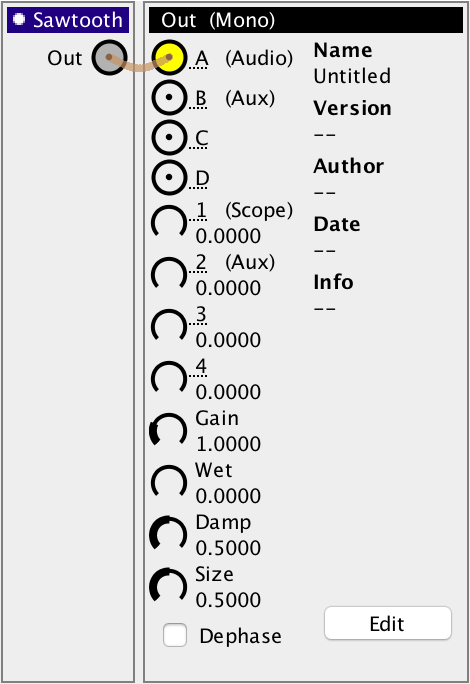 Sawtooth
Out
Out (Mono)
A (Audio)
B (Aux)
C
D
1 (Scope)
0.0000
2 (Aux)
0.0000
3
0.0000
4
0.0000
Gain
1.0000
Wet
0.0000
Damp
0.5000
Size
0.5000
Dephase
Name
Untitled
Version
--
Author
--
Date
--
Info
--
Edit